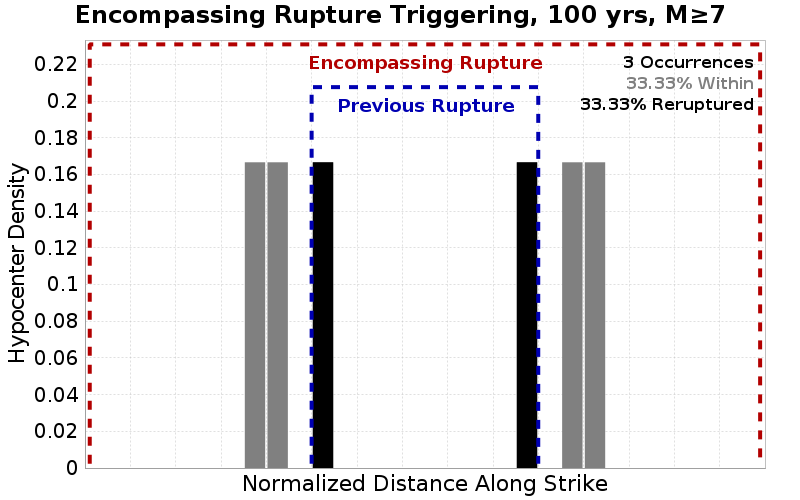 Encompassing Rupture Triggering, 100 yrs, M≥7
Encompassing Rupture
Previous Rupture
3 Occurrences
33.33% Within
33.33% Reruptured
Hypocenter Density
0.22
0.2
0.18
0.16
0.14
0.12
0.1
0.08
0.06
0.04
0.02
0
Normalized Distance Along Strike